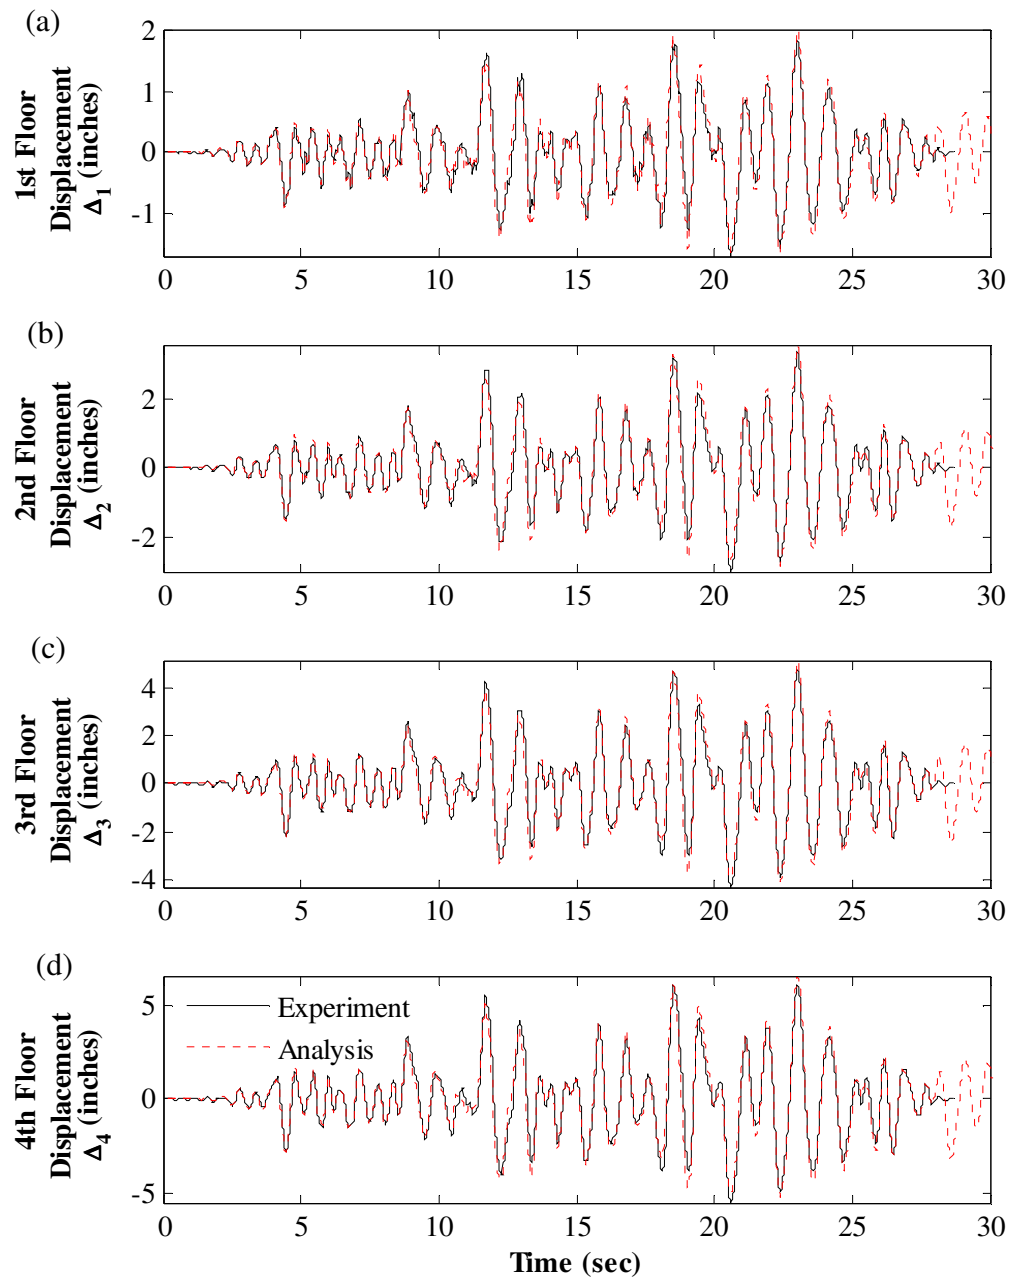 (a)
1st Floor
Displacement
Δ1 (inches)
2
1
0
-1
0 5 10 15 20 25 30
(b)
2nd Floor
Displacement
Δ2 (inches)
2
0
-2
0 5 10 15 20 25 30
(c)
3rd Floor
Displacement
Δ3 (inches)
4
2
0
-2
-4
0 5 10 15 20 25 30
(d)
4th Floor
Displacement
Δ4 (inches)
5
0
-5
Experiment
Analysis
0 5 10 15 20 25 30
Time (sec)